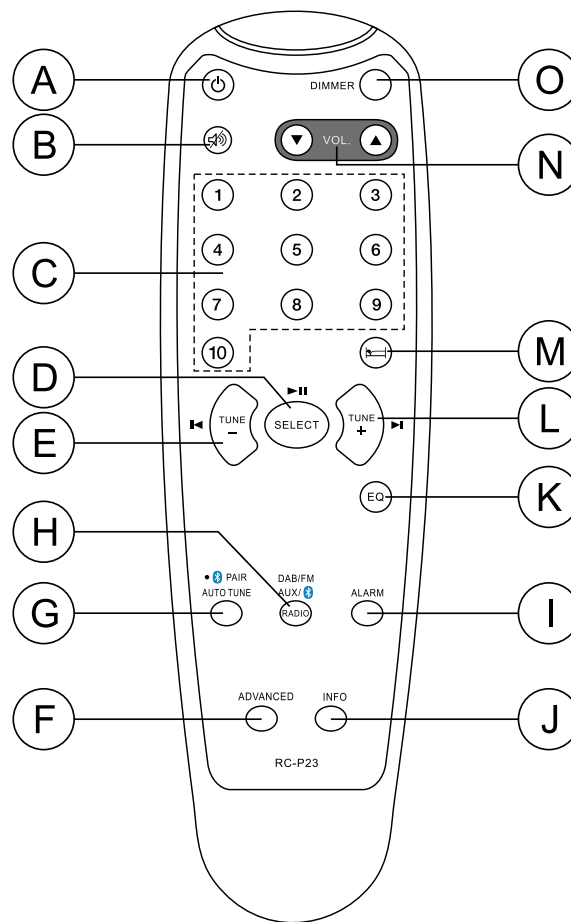 A
DIMMER
O
B
VOL.
N
1 2 3
C
4 5 6
7 8 9
10
M
D
TUNE
–
SELECT
TUNE
+
L
E
EQ
K
H
PAIR
AUTO TUNE
DAB/FM
AUX/
RADIO
ALARM
G
I
ADVANCED
INFO
F
J
RC-P23